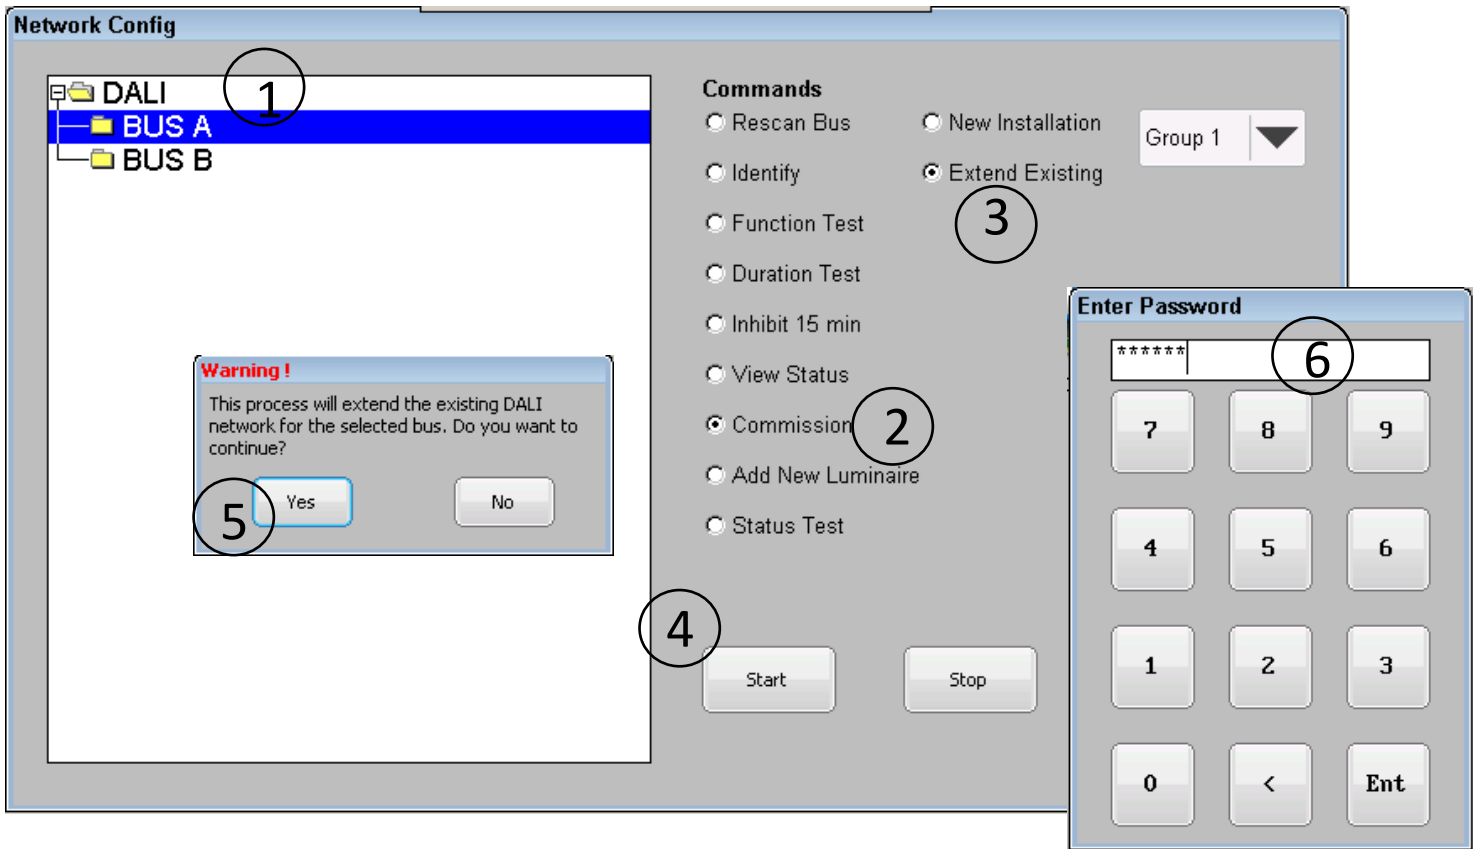 Network Config
DALI
1
BUS A
BUS B
Commands
Rescan Bus
New Installation
Group 1
Identify
Extend Existing
3
Function Test
Duration Test
Inhibit 15 min
View Status
Commission
2
Add New Luminaire
Status Test
Warning !
This process will extend the existing DALI
network for the selected bus. Do you want to
continue?
5
Yes
No
4
Start
Stop
Enter Password
******
6
7 8 9
4 5 6
1 2 3
0 < Ent